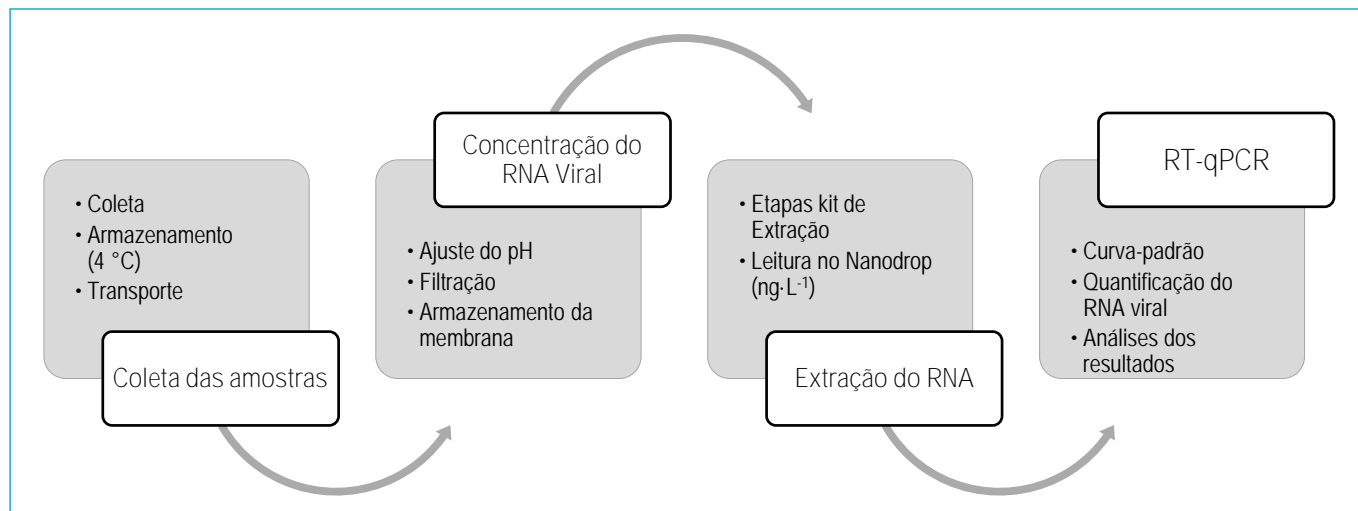 • Coleta
• Armazenamento
(4 °C)
• Transporte
Coleta das amostras
Concentração do
RNA Viral
• Ajuste do pH
• Filtração
• Armazenamento da
membrana
• Etapas kit de
Extração
• Leitura no Nanodrop
(ng·L⁻¹)
Extração do RNA
RT-qPCR
• Curva-padrão
• Quantificação do
RNA viral
• Análises dos
resultados